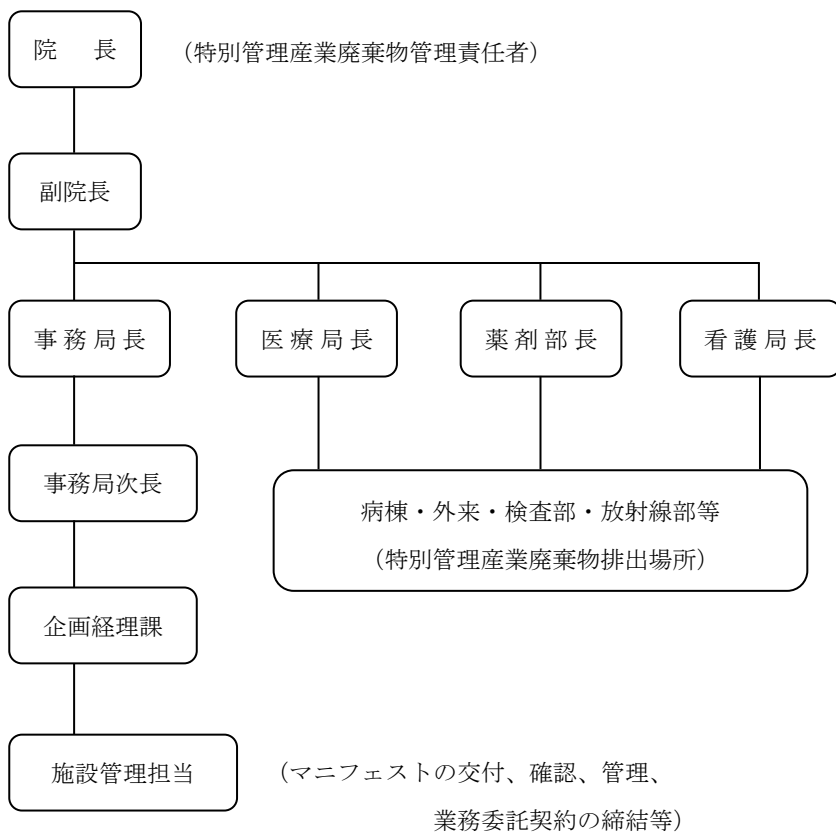 院　長　（特別管理産業廃棄物管理責任者）
副院長
事務局長　医療局長　薬剤部長　看護局長
事務局次長
病棟・外来・検査部・放射線部等
（特別管理産業廃棄物排出場所）
企画経理課
施設管理担当　（マニフェストの交付、確認、管理、
業務委託契約の締結等）